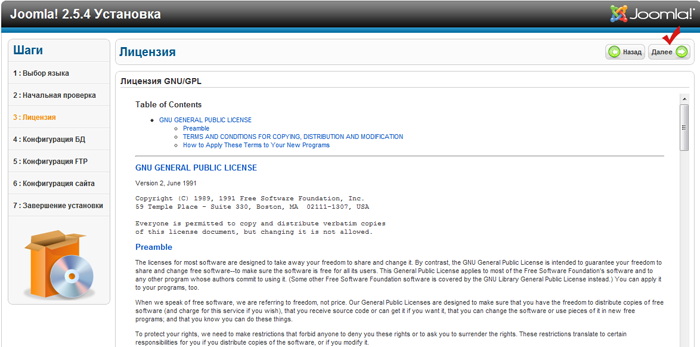 Joomla! 2.5.4 Установка
Joomla!
Шаги
1 : Выбор языка
2 : Начальная проверка
3 : Лицензия
4 : Конфигурация БД
5 : Конфигурация FTP
6 : Конфигурация сайта
7 : Завершение установки
Лицензия
Назад
Далее
Лицензия GNU/GPL
Table of Contents
GNU GENERAL PUBLIC LICENSE
Preamble
TERMS AND CONDITIONS FOR COPYING, DISTRIBUTION AND MODIFICATION
How to Apply These Terms to Your New Programs
GNU GENERAL PUBLIC LICENSE
Version 2, June 1991
Copyright (C) 1989, 1991 Free Software Foundation, Inc.
59 Temple Place - Suite 330, Boston, MA  02111-1307, USA
Everyone is permitted to copy and distribute verbatim copies
of this license document, but changing it is not allowed.
Preamble
The licenses for most software are designed to take away your freedom to share and change it. By contrast, the GNU General Public License is intended to guarantee your freedom to
share and change free software--to make sure the software is free for all its users. This General Public License applies to most of the Free Software Foundation's software and to
any other program whose authors commit to using it. (Some other Free Software Foundation software is covered by the GNU Library General Public License instead.) You can apply it
to your programs, too.
When we speak of free software, we are referring to freedom, not price. Our General Public Licenses are designed to make sure that you have the freedom to distribute copies of free
software (and charge for this service if you wish), that you receive source code or can get it if you want it, that you can change the software or use pieces of it in new free
programs; and that you know you can do these things.
To protect your rights, we need to make restrictions that forbid anyone to deny you these rights or to ask you to surrender the rights. These restrictions translate to certain
responsibilities for you if you distribute copies of the software, or if you modify it.